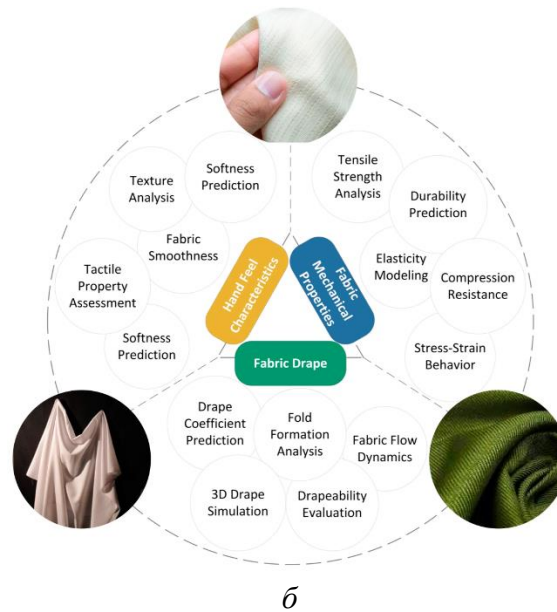 Softness
Prediction
Texture
Analysis
Fabric
Smoothness
Tactile
Property
Assessment
Softness
Prediction
Hand Feel
Characteristics
Tensile
Strength
Analysis
Durability
Prediction
Elasticity
Modeling
Compression
Resistance
Stress-Strain
Behavior
Fabric
Mechanical
Properties
Fabric Drape
Drape
Coefficient
Prediction
Fold
Formation
Analysis
Fabric Flow
Dynamics
3D Drape
Simulation
Drapeability
Evaluation
б